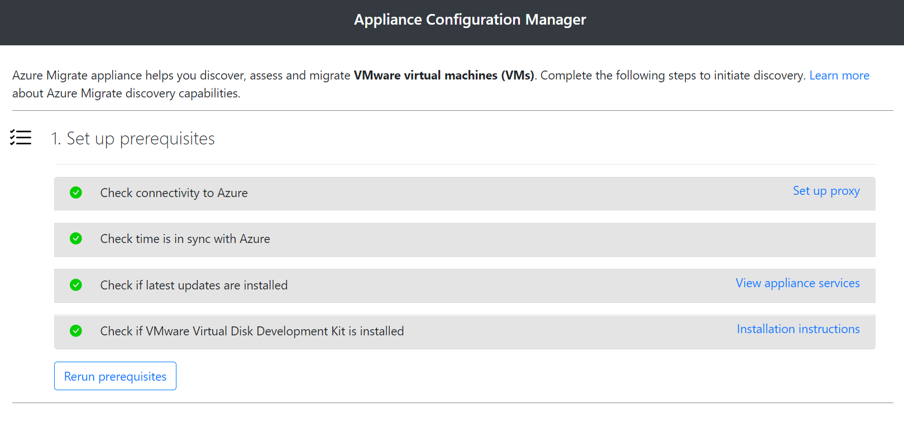 Appliance Configuration Manager
Azure Migrate appliance helps you discover, assess and migrate VMware virtual machines (VMs). Complete the following steps to initiate discovery. Learn more
about Azure Migrate discovery capabilities.
1. Set up prerequisites
Check connectivity to Azure Set up proxy
Check time is in sync with Azure
Check if latest updates are installed View appliance services
Check if VMware Virtual Disk Development Kit is installed Installation instructions
Rerun prerequisites